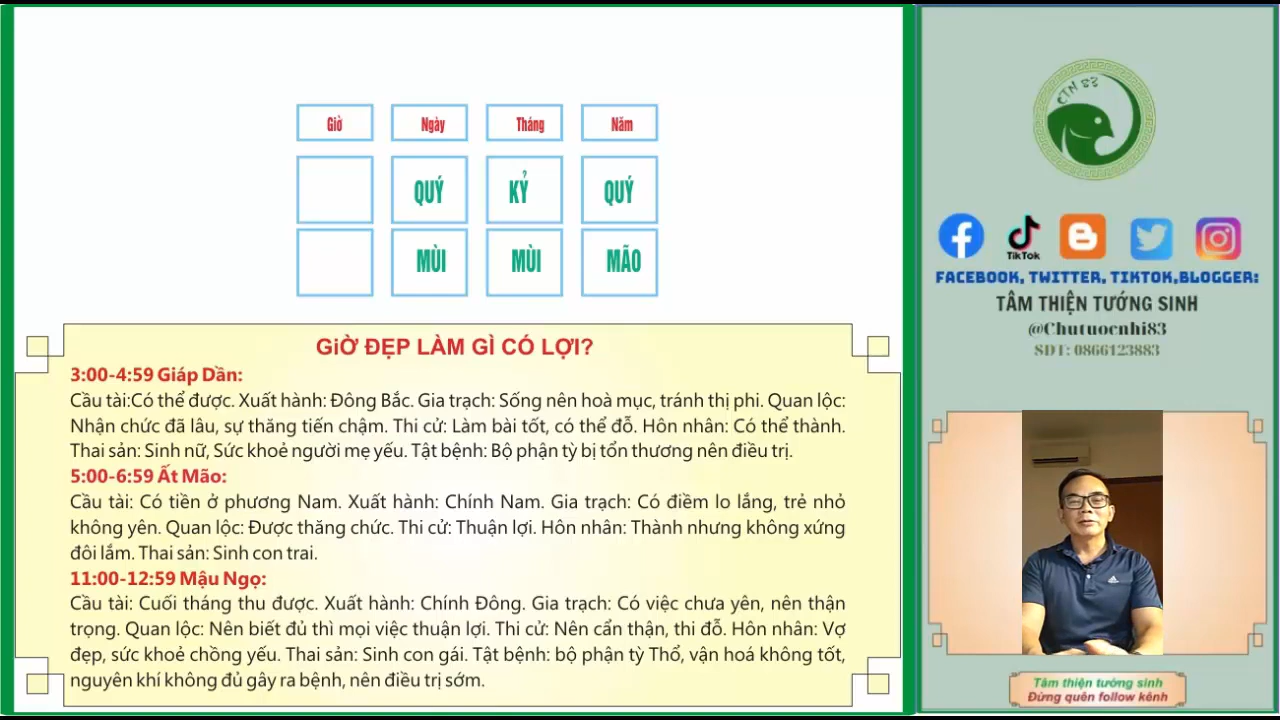 Giờ Ngày Tháng Năm
QUÝ KỶ QUÝ
MÙI MÙI MÃO
GiỜ ĐẸP LÀM GÌ CÓ LỢI?
3:00-4:59 Giáp Dần:
Cầu tài:Có thể được. Xuất hành: Đông Bắc. Gia trạch: Sống nên hoà mục, tránh thị phi. Quan lộc:
Nhận chức đã lâu, sự thăng tiến chậm. Thi cử: Làm bài tốt, có thể đỗ. Hôn nhân: Có thể thành.
Thai sản: Sinh nữ, Sức khoẻ người mẹ yếu. Tật bệnh: Bộ phận tỳ bị tổn thương nên điều trị.
5:00-6:59 Ất Mão:
Cầu tài: Có tiền ở phương Nam. Xuất hành: Chính Nam. Gia trạch: Có điềm lo lắng, trẻ nhỏ
không yên. Quan lộc: Được thăng chức. Thi cử: Thuận lợi. Hôn nhân: Thành nhưng không xứng
đôi lắm. Thai sản: Sinh con trai.
11:00-12:59 Mậu Ngọ:
Cầu tài: Cuối tháng thu được. Xuất hành: Chính Đông. Gia trạch: Có việc chưa yên, nên thận
trọng. Quan lộc: Nên biết đủ thì mọi việc thuận lợi. Thi cử: Nên cẩn thận, thi đỗ. Hôn nhân: Vợ
đẹp, sức khoẻ chồng yếu. Thai sản: Sinh con gái. Tật bệnh: bộ phận tỳ Thổ, vận hoá không tốt,
nguyên khí không đủ gây ra bệnh, nên điều trị sớm.
CTN 83
TikTok
FACEBOOK, TWITTER, TIKTOK,BLOGGER:
TÂM THIỆN TƯỚNG SINH
@Chutuocnhi83
SĐT: 0866123883
Tâm thiện tướng sinh
Đừng quên follow kênh